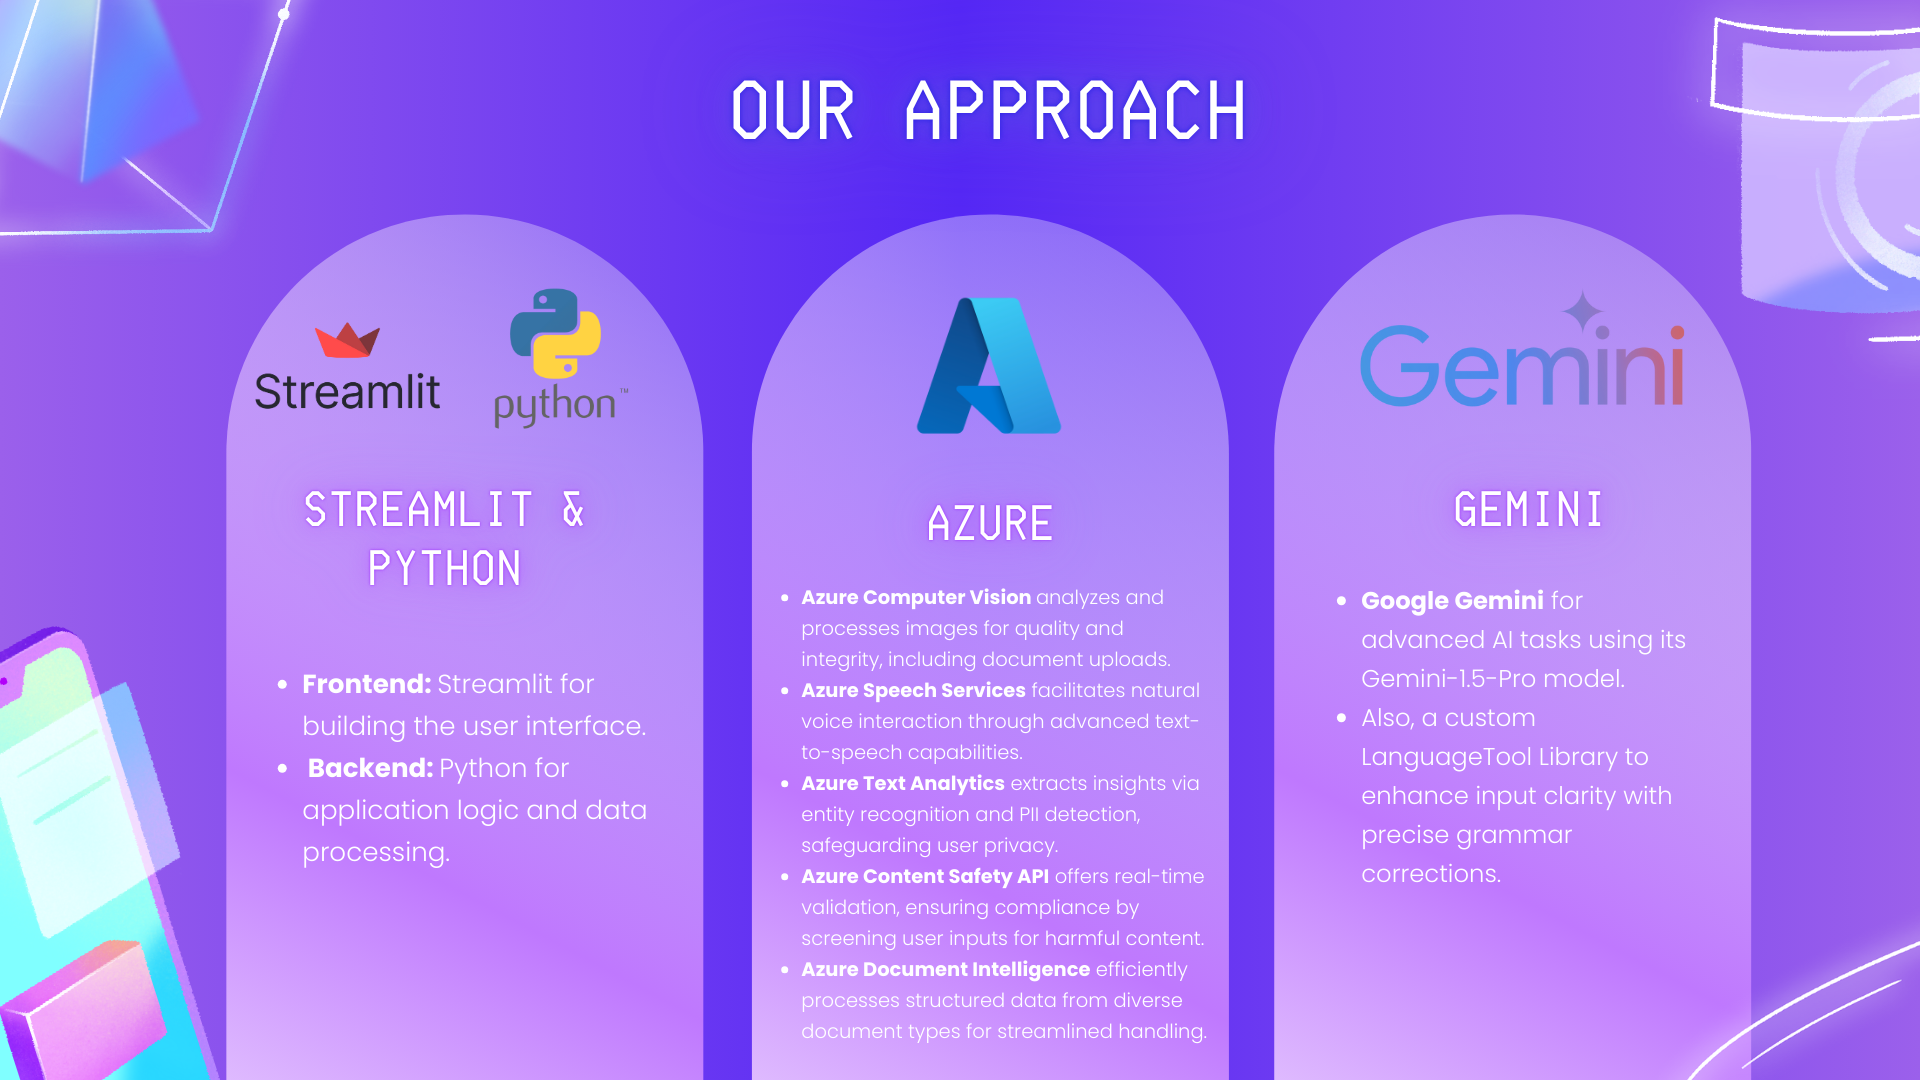 OUR APPROACH
Streamlit
python™
STREAMLIT &
PYTHON
• Frontend: Streamlit for
building the user interface.
• Backend: Python for
application logic and data
processing.
AZURE
• Azure Computer Vision analyzes and
processes images for quality and
integrity, including document uploads.
• Azure Speech Services facilitates natural
voice interaction through advanced text-
to-speech capabilities.
• Azure Text Analytics extracts insights via
entity recognition and PII detection,
safeguarding user privacy.
• Azure Content Safety API offers real-time
validation, ensuring compliance by
screening user inputs for harmful content.
• Azure Document Intelligence efficiently
processes structured data from diverse
document types for streamlined handling.
Gemini
GEMINI
• Google Gemini for
advanced AI tasks using its
Gemini-1.5-Pro model.
• Also, a custom
LanguageTool Library to
enhance input clarity with
precise grammar
corrections.